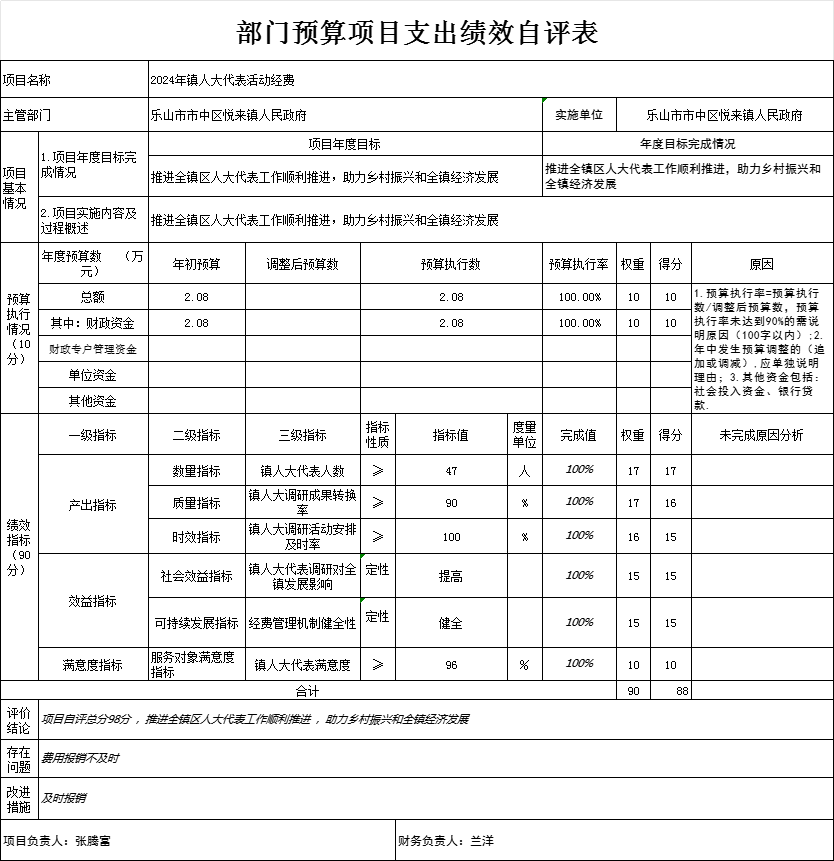 部门预算项目支出绩效自评表
项目名称 2024年镇人大代表活动经费
主管部门 乐山市市中区悦来镇人民政府 实施单位 乐山市市中区悦来镇人民政府
项目基本情况 1.项目年度目标完成情况 项目年度目标 年度目标完成情况
推进全镇区人大代表工作顺利推进，助力乡村振兴和全镇经济发展 推进全镇区人大代表工作顺利推进，助力乡村振兴和全镇经济发展
2.项目实施内容及过程概述 推进全镇区人大代表工作顺利推进，助力乡村振兴和全镇经济发展
预算执行情况（10分） 年度预算数 （万元） 年初预算 调整后预算数 预算执行数 预算执行率 权重 得分 原因
总额 2.08 2.08 100.00% 10 10 1.预算执行率=预算执行数/调整后预算数，预算执行率未达到90%的需说明原因（100字以内）;2.年中发生预算调整的（追加或调减）,应单独说明理由；3.其他资金包括：社会投入资金、银行贷款.
其中：财政资金 2.08 2.08 100.00% 10 10
财政专户管理资金
单位资金
其他资金
绩效指标（90分） 一级指标 二级指标 三级指标 指标性质 指标值 度量单位 完成值 权重 得分 未完成原因分析
产出指标 数量指标 镇人大代表人数 ≥ 47 人 100% 17 17
质量指标 镇人大调研成果转换率 ≥ 90 % 100% 17 16
时效指标 镇人大调研活动安排及时率 ≥ 100 % 100% 16 15
效益指标 社会效益指标 镇人大代表调研对全镇发展影响 定性 提高 100% 15 15
可持续发展指标 经费管理机制健全性 定性 健全 100% 15 15
满意度指标 服务对象满意度指标 镇人大代表满意度 ≥ 96 % 100% 10 10
合计 90 88
评价结论 项目自评总分98分，推进全镇区人大代表工作顺利推进，助力乡村振兴和全镇经济发展
存在问题 费用报销不及时
改进措施 及时报销
项目负责人：张腾富 财务负责人：兰洋